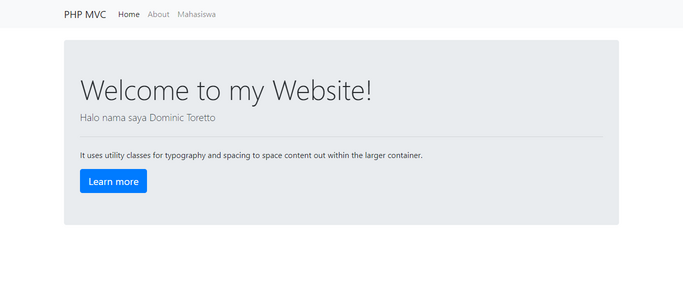 PHP MVC Home About Mahasiswa
Welcome to my Website!
Halo nama saya Dominic Toretto
It uses utility classes for typography and spacing to space content out within the larger container.
Learn more